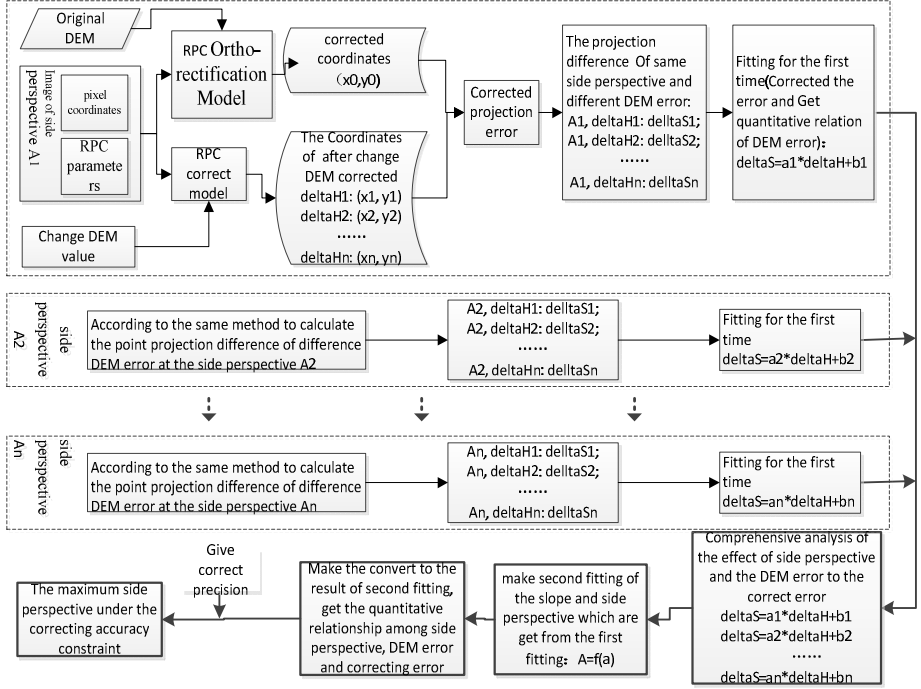 Original
DEM
Image of side
perspective A1
pixel
coordinates
RPC
paramete
rs
Change DEM
value
RPC Ortho-
rectification
Model
RPC
correct
model
corrected
coordinates
（x0,y0）
The Coordinates
of after change
DEM corrected
deltaH1: (x1, y1)
deltaH2: (x2, y2)
······
deltaHn: (xn, yn)
Corrected
projection
error
The projection
difference Of same
side perspective and
different DEM error:
A1, deltaH1: delltaS1;
A1, deltaH2: delltaS2;
······
A1, deltaHn: delltaSn
Fitting for the first
time(Corrected the
error and Get
quantitative relation
of DEM error):
deltaS=a1*deltaH+b1
side
perspective
A2
According to the same method to calculate
the point projection difference of difference
DEM error at the side perspective A2
A2, deltaH1: delltaS1;
A2, deltaH2: delltaS2;
······
A2, deltaHn: delltaSn
Fitting for the first
time
deltaS=a2*deltaH+b2
side
perspective
An
According to the same method to calculate
the point projection difference of difference
DEM error at the side perspective An
An, deltaH1: delltaS1;
An, deltaH2: delltaS2;
······
An, deltaHn: delltaSn
Fitting for the first
time
deltaS=an*deltaH+bn
Comprehensive analysis of
the effect of side perspective
and the DEM error to the
correct error
deltaS=a1*deltaH+b1
deltaS=a2*deltaH+b2
······
deltaS=an*deltaH+bn
make second fitting of
the slope and side
perspective which are
get from the first
fitting：A=f(a)
Make the convert to the
result of second fitting,
get the quantitative
relationship among side
perspective, DEM error
and correcting error
Give
correct
precision
The maximum side
perspective under the
correcting accuracy
constraint